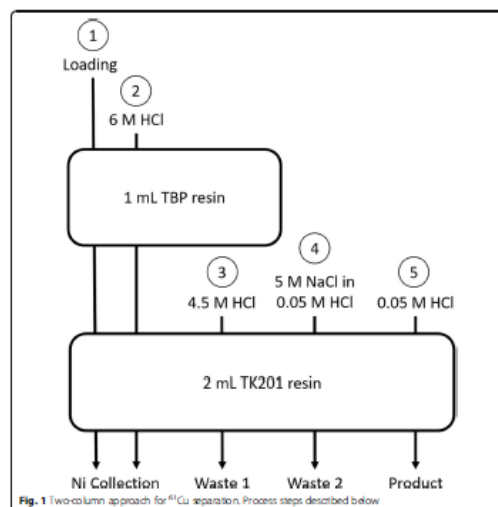 1
Loading
2
6 M HCl
1 mL TBP resin
3
4.5 M HCl
4
5 M NaCl in
0.05 M HCl
5
0.05 M HCl
2 mL TK201 resin
Ni Collection Waste 1 Waste 2 Product
Fig. 1 Two-column approach for ⁶¹Cu separation. Process steps described below